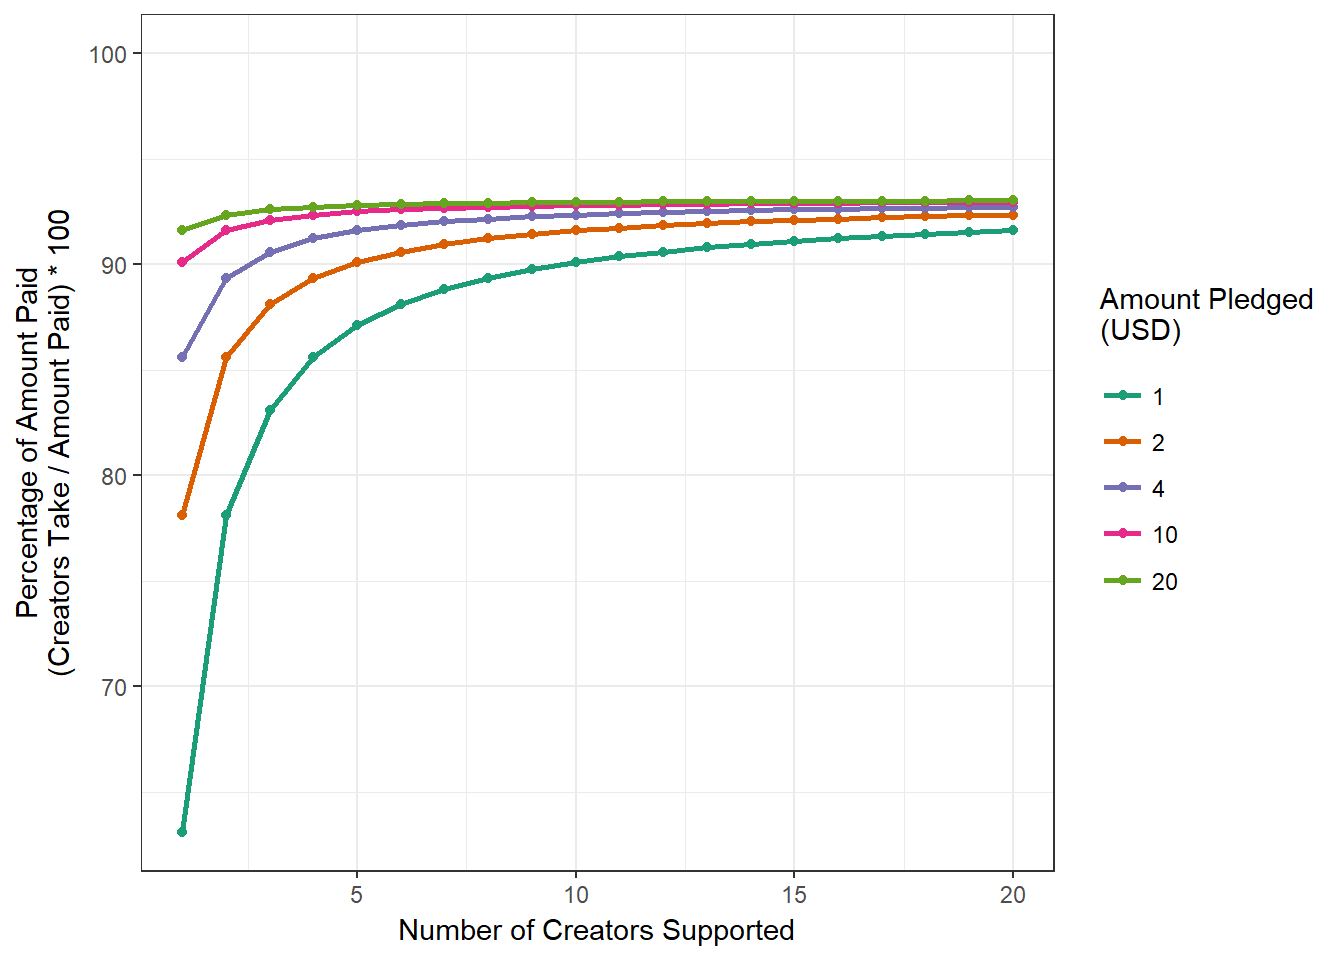 Percentage of Amount Paid
(Creators Take / Amount Paid) * 100
100
90
80
70
5
10
15
20
Number of Creators Supported
Amount Pledged
(USD)
1
2
4
10
20